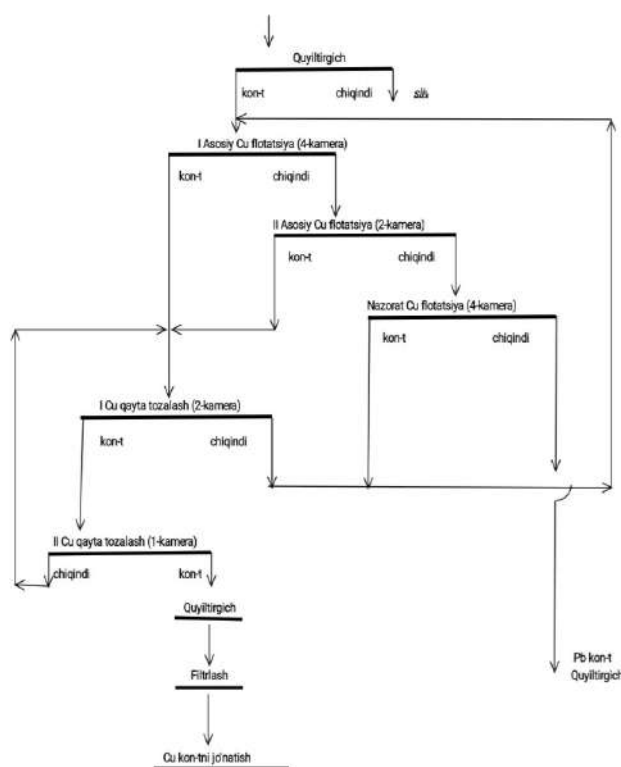 Quyiltirgich
kon-t chiqindi slik
I Asosiy Cu flotatsiya (4-kamera)
kon-t chiqindi
II Asosiy Cu flotatsiya (2-kamera)
kon-t chiqindi
Nazorat Cu flotatsiya (4-kamera)
kon-t chiqindi
I Cu qayta tozalash (2-kamera)
kon-t chiqindi
II Cu qayta tozalash (1-kamera)
chiqindi kon-t
Quyiltirgich
Filtrlash
Pb kon-t
Quyiltirgich
Cu kon-tni jo'natish